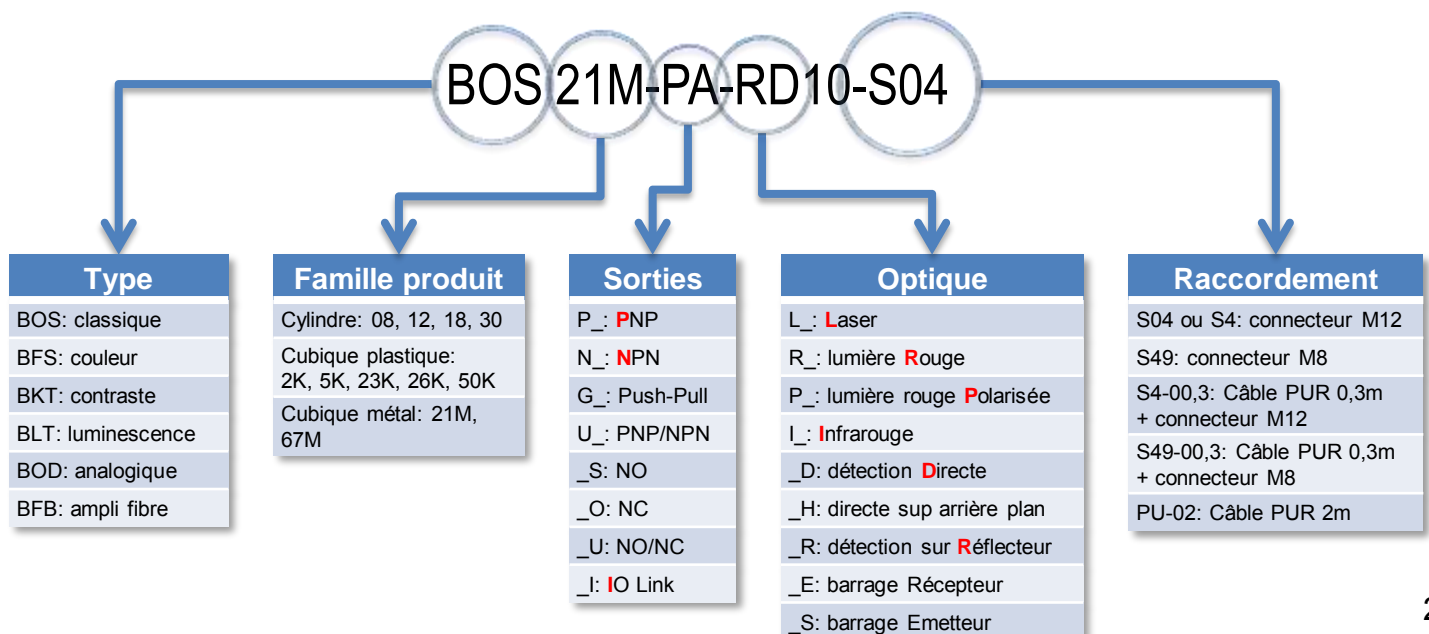 BOS 21M-PA-RD10-S04
Type
BOS: classique
BFS: couleur
BKT: contraste
BLT: luminescence
BOD: analogique
BFB: ampli fibre
Famille produit
Cylindre: 08, 12, 18, 30
Cubique plastique:
2K, 5K, 23K, 26K, 50K
Cubique métal: 21M,
67M
Sorties
P_: PNP
N_: NPN
G_: Push-Pull
U_: PNP/NPN
_S: NO
_O: NC
_U: NO/NC
_I: IO Link
Optique
L_: Laser
R_: lumière Rouge
P_: lumière rouge Polarisée
I_: Infrarouge
_D: détection Directe
_H: directe sup arrière plan
_R: détection sur Réflecteur
_E: barrage Récepteur
_S: barrage Emetteur
Raccordement
S04 ou S4: connecteur M12
S49: connecteur M8
S4-00,3: Câble PUR 0,3m
+ connecteur M12
S49-00,3: Câble PUR 0,3m
+ connecteur M8
PU-02: Câble PUR 2m